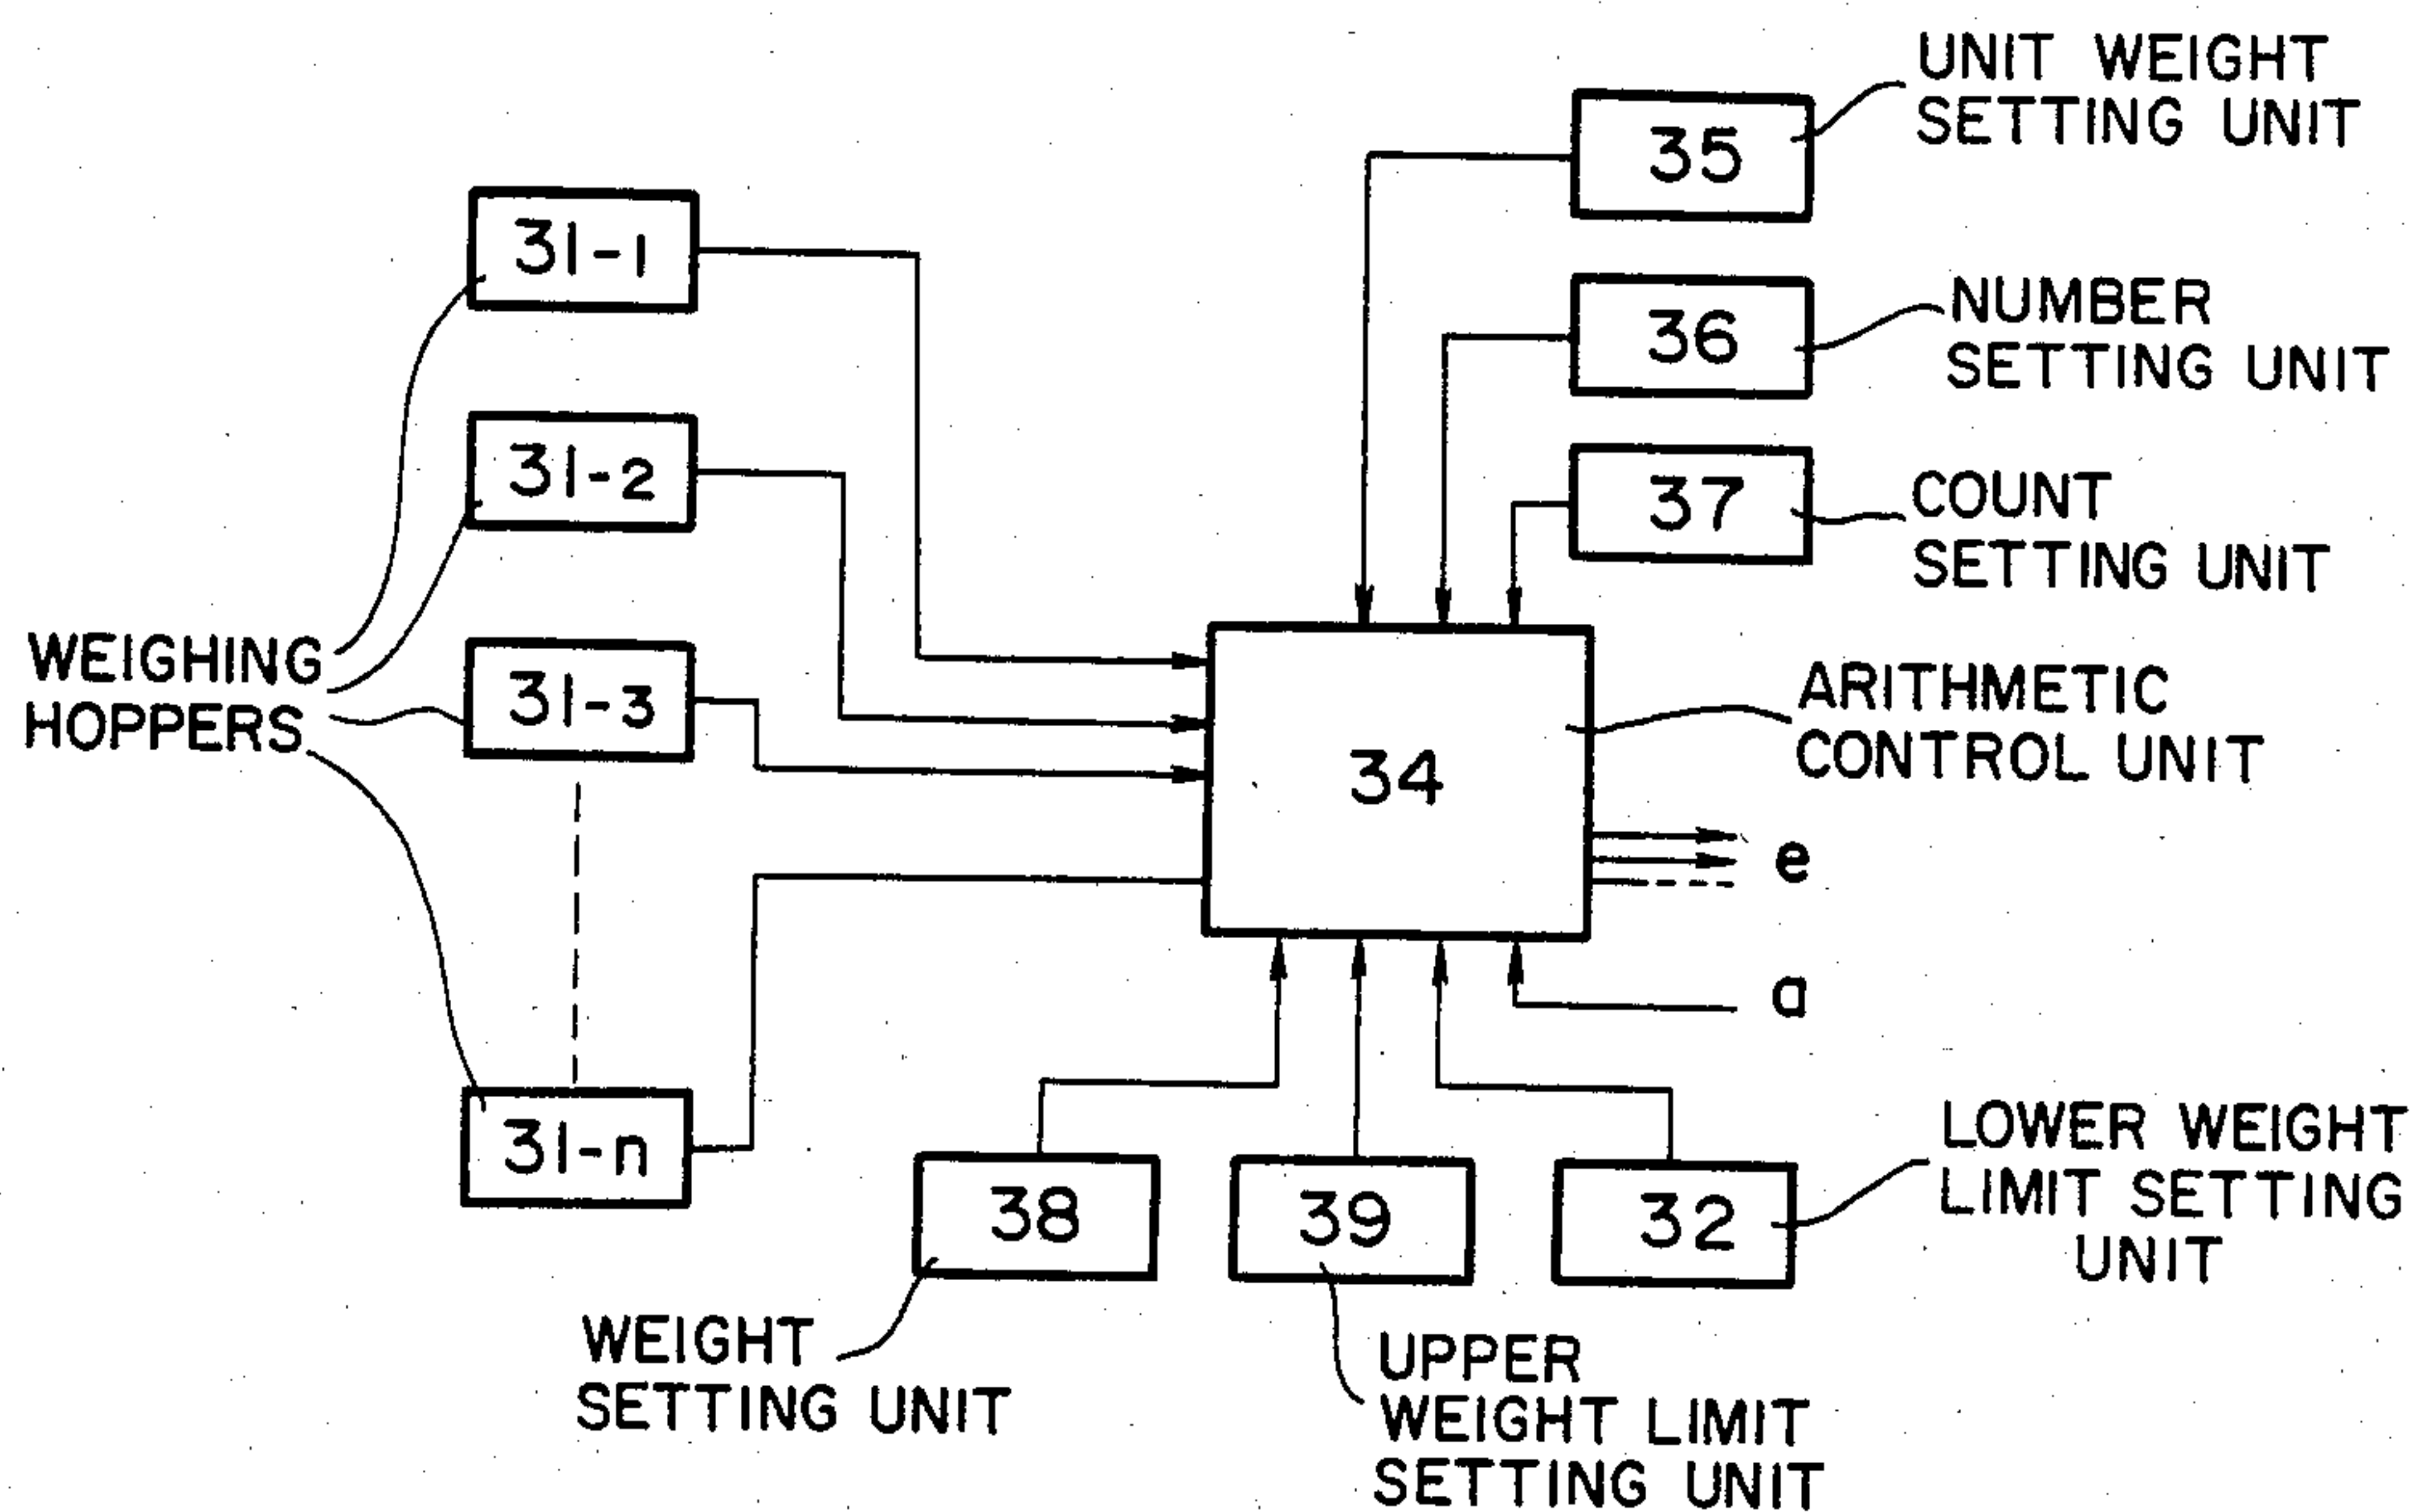 UNIT WEIGHT
SETTING UNIT
35
31-1
36
NUMBER
SETTING UNIT
31-2
37
COUNT
SETTING UNIT
WEIGHING
HOPPERS
31-3
34
ARITHMETIC
CONTROL UNIT
e
a
31-n
38
39
32
LOWER WEIGHT
LIMIT SETTING
UNIT
WEIGHT
SETTING UNIT
UPPER
WEIGHT LIMIT
SETTING UNIT